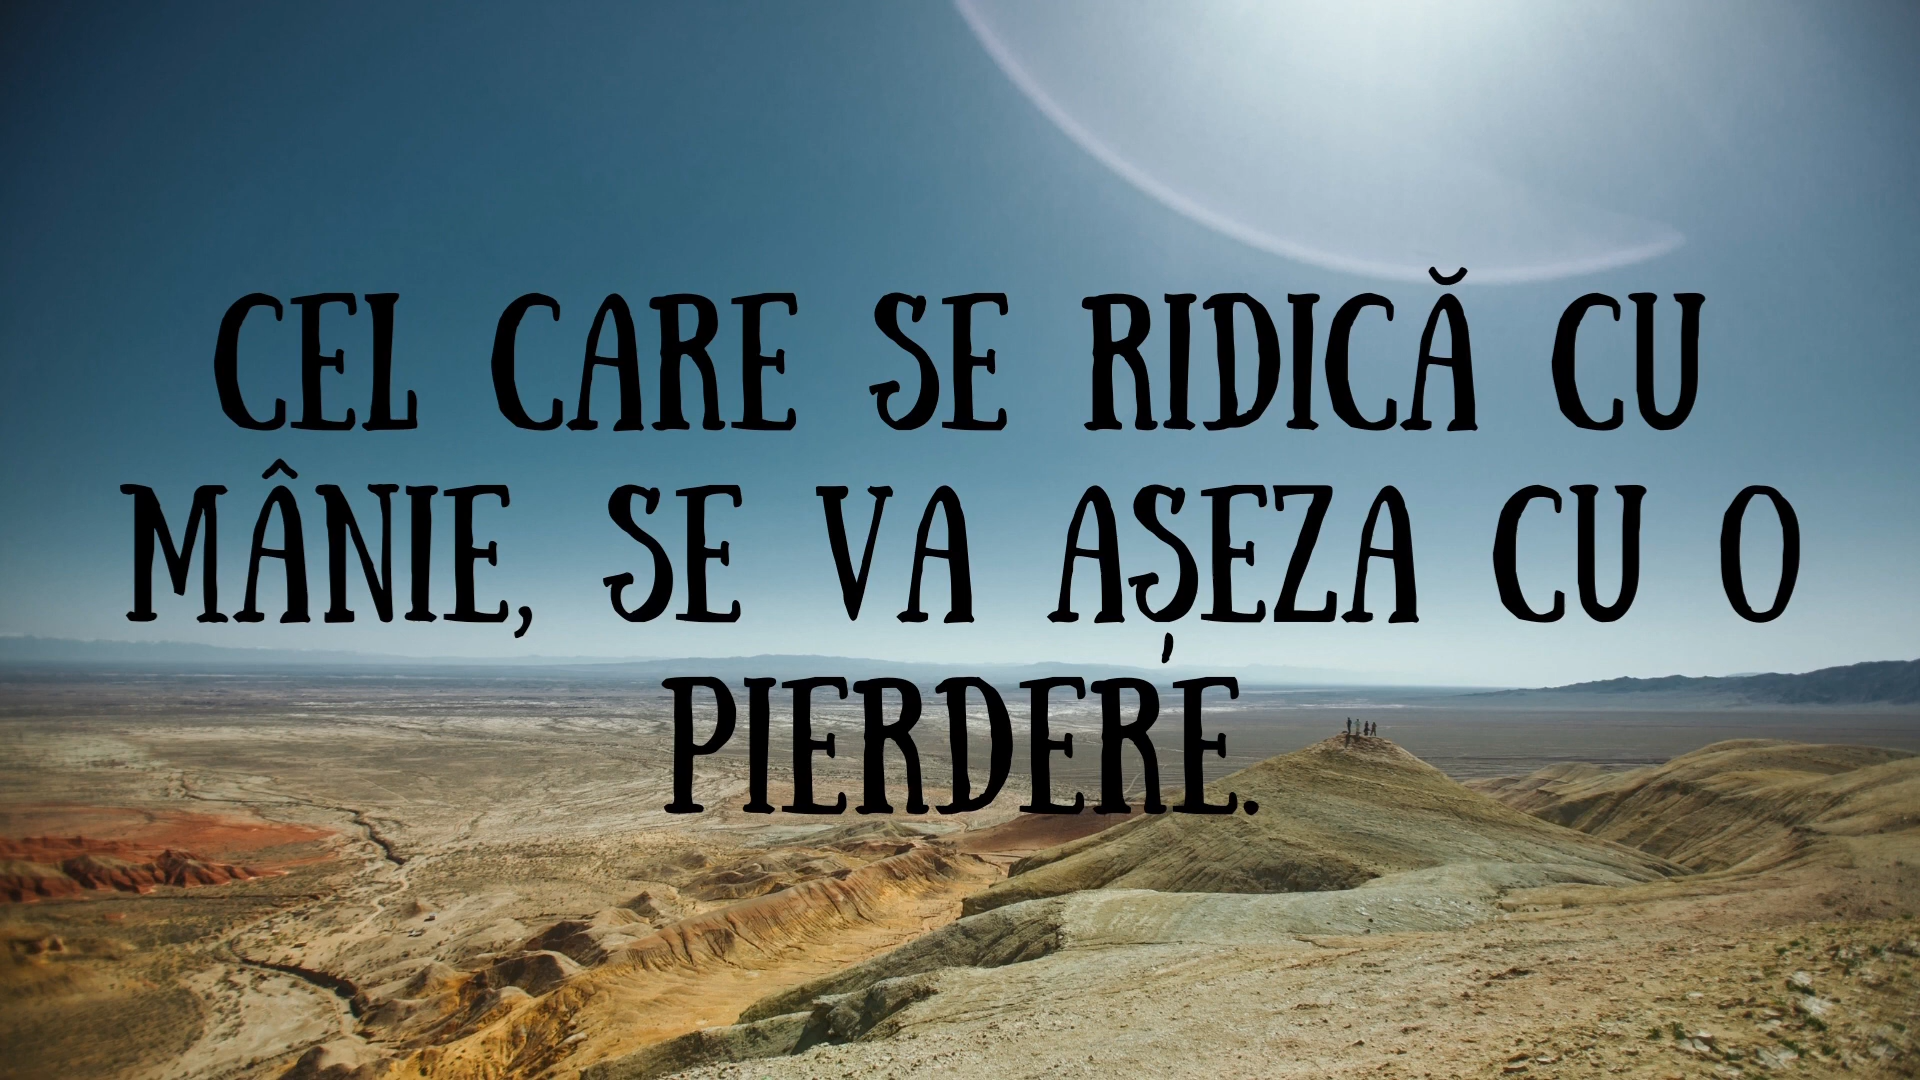 CEL CARE SE RIDICĂ CU
MÂNIE, SE VA AȘEZA CU O
PIERDERE.